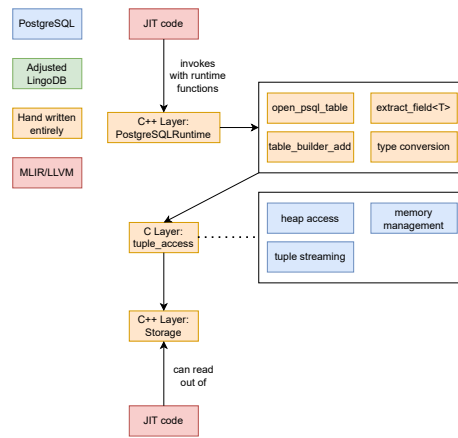 PostgreSQL
JIT code
Adjusted
LingoDB
invokes
with runtime
functions
Hand written
entirely
C++ Layer:
PostgreSQLRuntime
open_psql_table
extract_field<T>
table_builder_add
type conversion
MLIR/LLVM
C Layer:
tuple_access
heap access
memory
management
tuple streaming
C++ Layer:
Storage
can read
out of
JIT code